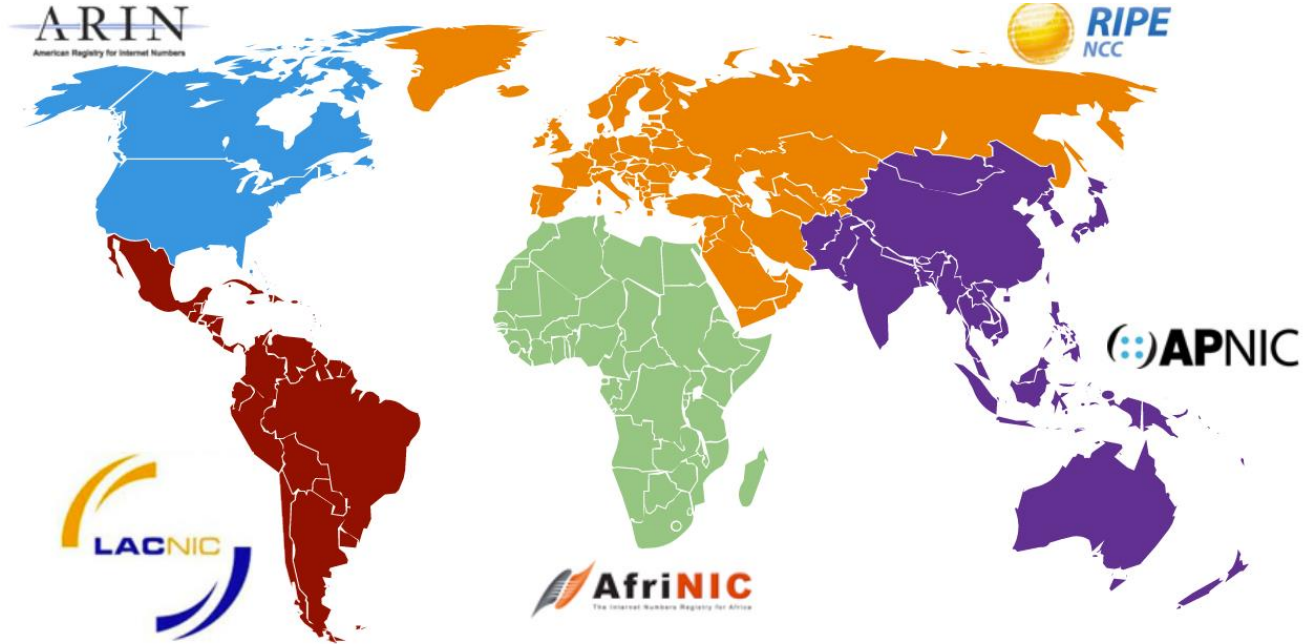 ARIN
American Registry for Internet Numbers
RIPE
NCC
APNIC
LACNIC
AfriNIC
The Internet Numbers Registry for Africa